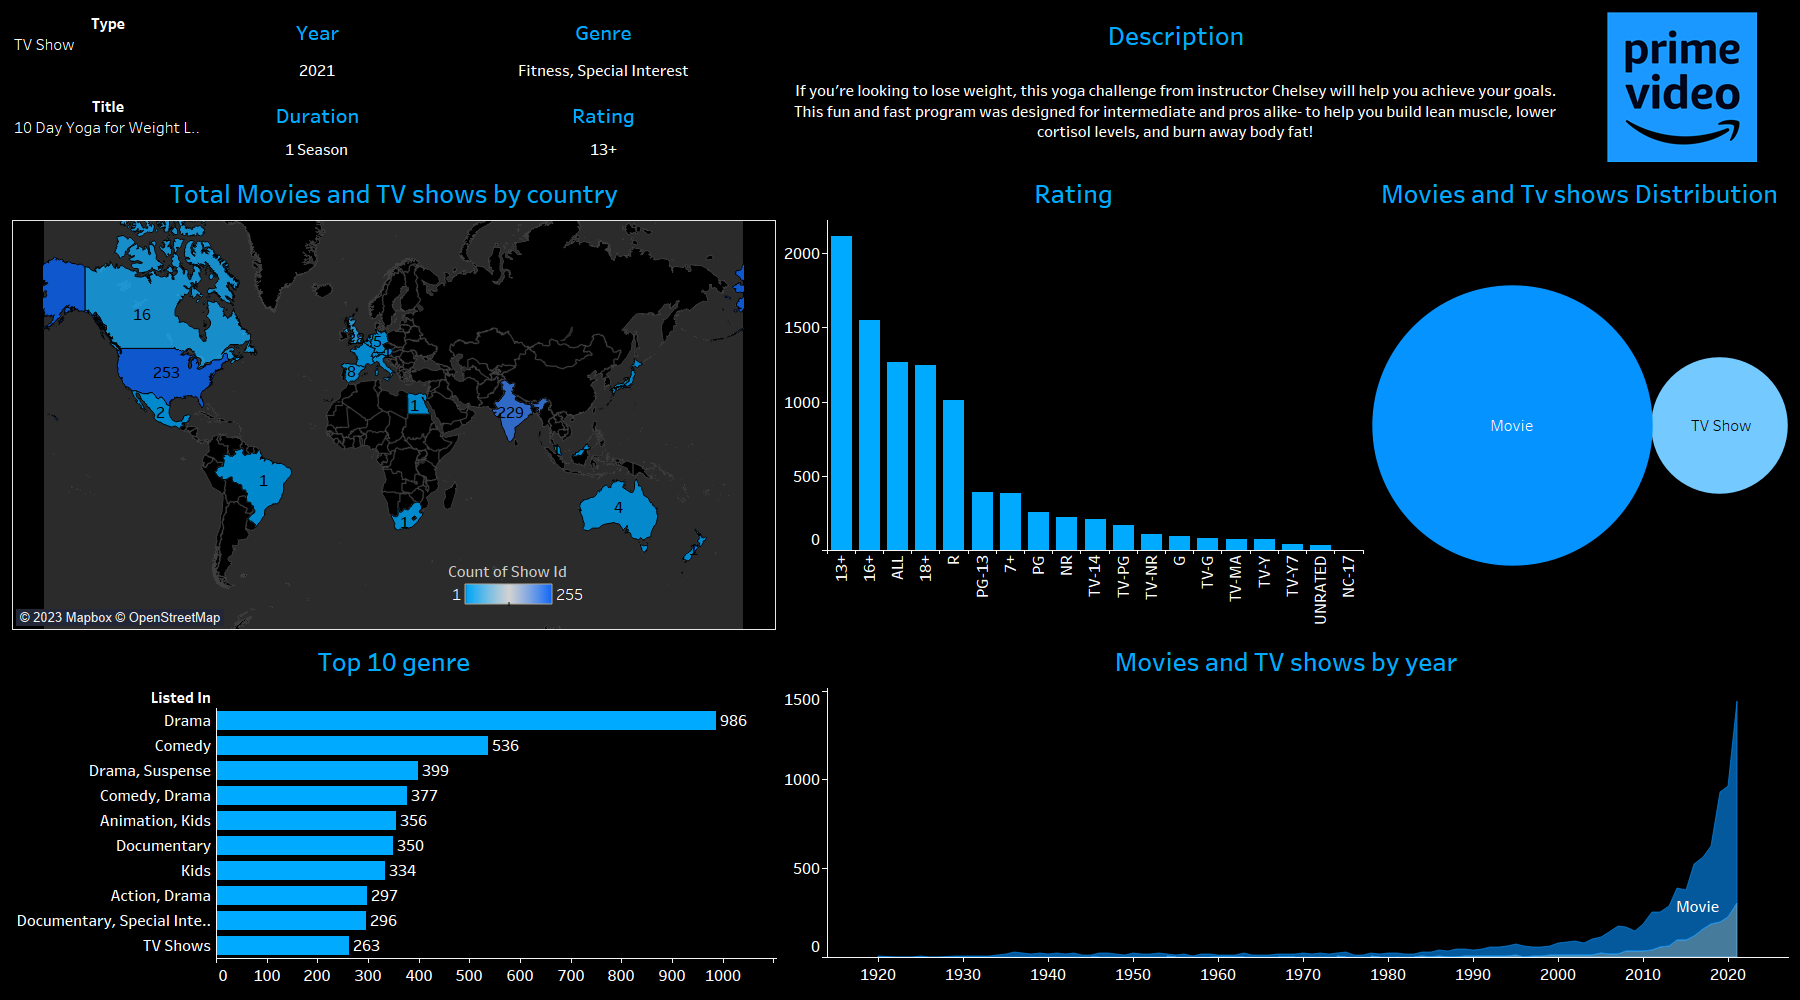 Type
TV Show
Year
2021
Genre
Fitness, Special Interest
Title
10 Day Yoga for Weight L..
Duration
1 Season
Rating
13+
Description
If you're looking to lose weight, this yoga challenge from instructor Chelsey will help you achieve your goals.
This fun and fast program was designed for intermediate and pros alike- to help you build lean muscle, lower
cortisol levels, and burn away body fat!
prime
video
Total Movies and TV shows by country
16
253
2
1
8
5
1
229
1
4
Count of Show Id
1 255
© 2023 Mapbox © OpenStreetMap
Rating
2000
1500
1000
500
0
13+
16+
ALL
18+
R
PG-13
7+
PG
NR
TV-14
TV-PG
TV-NR
G
TV-G
TV-MA
TV-Y
TV-Y7
UNRATED
NC-17
Movies and Tv shows Distribution
Movie
TV Show
Top 10 genre
Listed In
Drama 986
Comedy 536
Drama, Suspense 399
Comedy, Drama 377
Animation, Kids 356
Documentary 350
Kids 334
Action, Drama 297
Documentary, Special Inte.. 296
TV Shows 263
0 100 200 300 400 500 600 700 800 900 1000
Movies and TV shows by year
1500
1000
500
0
Movie
1920 1930 1940 1950 1960 1970 1980 1990 2000 2010 2020